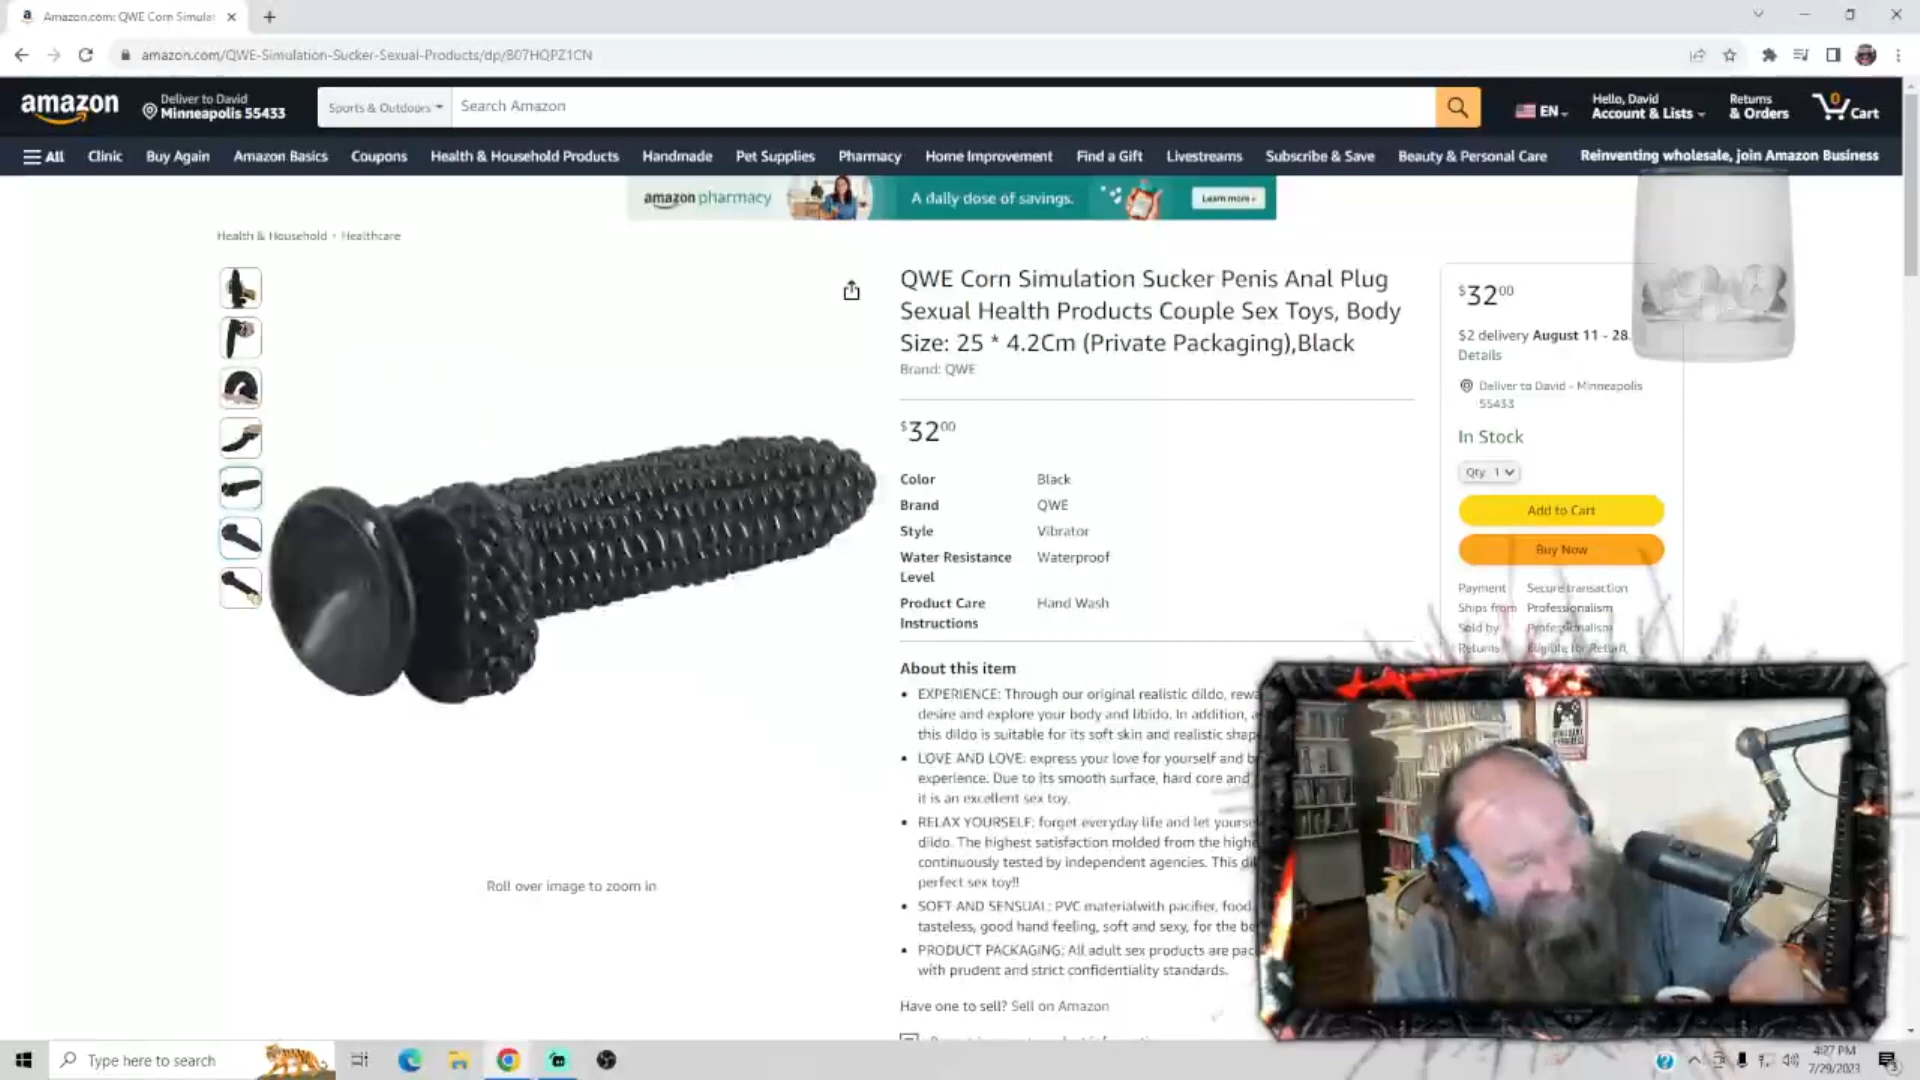 Amazon.com: QWE Corn Simula
amazon.com/QWE-Simulation-Sucker-Sexual-Products/dp/B07HQPZ1CN
amazon
Deliver to David
Minneapolis 55433
Sports & Outdoors
Search Amazon
EN
Hello, David
Account & Lists
Returns
& Orders
0
Cart
All
Clinic
Buy Again
Amazon Basics
Coupons
Health & Household Products
Handmade
Pet Supplies
Pharmacy
Home Improvement
Find a Gift
Livestreams
Subscribe & Save
Beauty & Personal Care
Reinventing wholesale, join Amazon Business
amazon pharmacy
A daily dose of savings.
Learn more
Health & Household › Healthcare
QWE Corn Simulation Sucker Penis Anal Plug
Sexual Health Products Couple Sex Toys, Body
Size: 25 * 4.2Cm (Private Packaging),Black
Brand: QWE
$3200
Color Black
Brand QWE
Style Vibrator
Water Resistance Waterproof
Level
Product Care Hand Wash
Instructions
About this item
• EXPERIENCE: Through our original realistic dildo, rewa
desire and explore your body and libido. In addition,
this dildo is suitable for its soft skin and realistic shap
• LOVE AND LOVE: express your love for yourself and b
experience. Due to its smooth surface, hard core and
it is an excellent sex toy.
• RELAX YOURSELF: forget everyday life and let yourse
dildo. The highest satisfaction molded from the highe
continuously tested by independent agencies. This di
perfect sex toy!!
• SOFT AND SENSUAL: PVC materialwith pacifier, food
tasteless, good hand feeling, soft and sexy, for the be
• PRODUCT PACKAGING: All adult sex products are pac
with prudent and strict confidentiality standards.
Have one to sell? Sell on Amazon
Roll over image to zoom in
$3200
$2 delivery August 11 - 28.
Details
Deliver to David - Minneapolis
55433
In Stock
Qty: 1
Add to Cart
Buy Now
Payment Secure transaction
Ships from Professionalism
Sold by Professionalism
Returns Eligible for Return
Type here to search
4:27 PM
7/29/2023